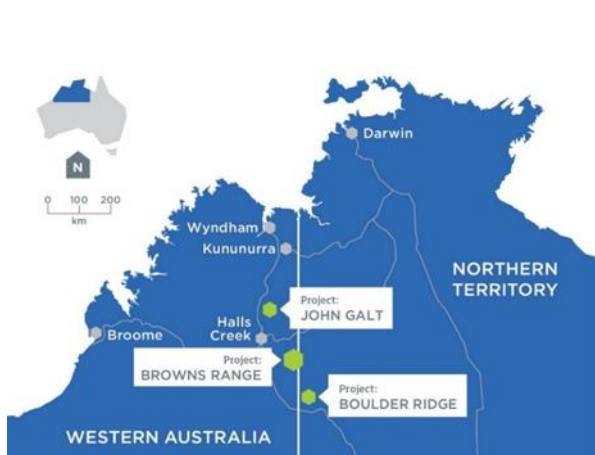 Darwin
N
0 100 200
km
Wyndham
Kununurra
NORTHERN
TERRITORY
Project:
JOHN GALT
Halls
Creek
Broome
Project:
BROWNS RANGE
Project:
BOULDER RIDGE
WESTERN AUSTRALIA